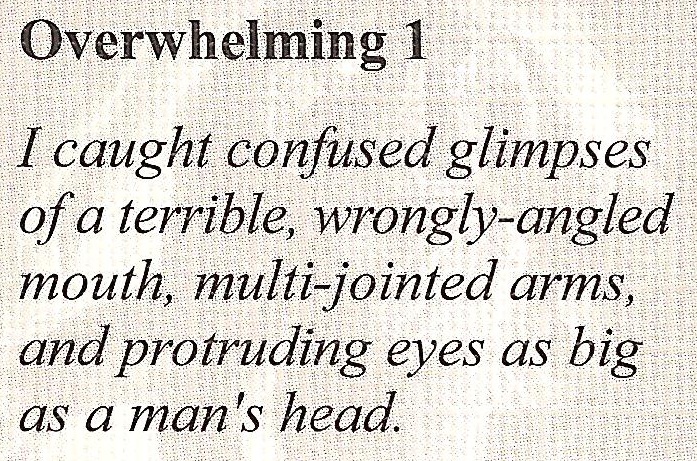 Overwhelming 1
I caught confused glimpses
of a terrible, wrongly-angled
mouth, multi-jointed arms,
and protruding eyes as big
as a man's head.